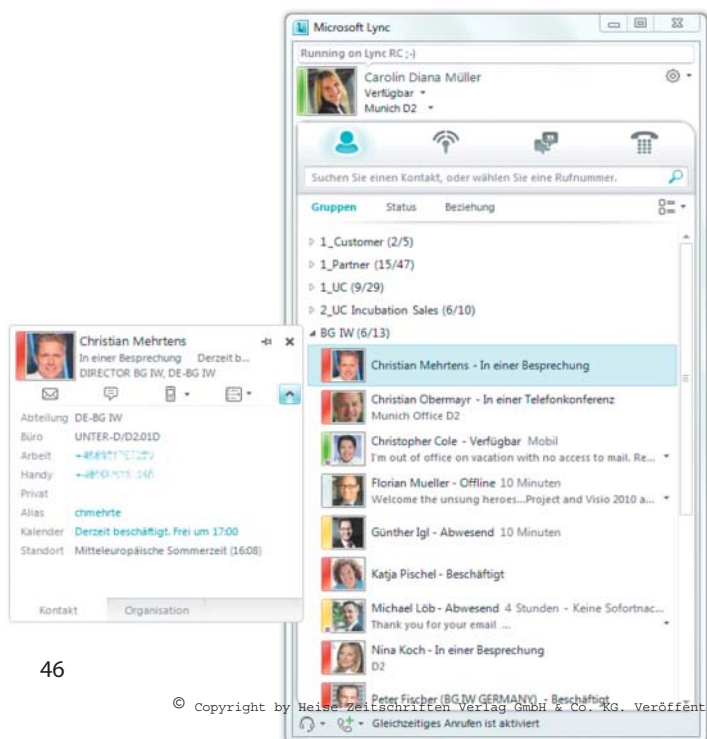 Microsoft Lync
Running on Lync RC ;-)
Carolin Diana Müller
Verfügbar
Munich D2
Suchen Sie einen Kontakt, oder wählen Sie eine Rufnummer.
Gruppen Status Beziehung
1_Customer (2/5)
1_Partner (15/47)
1_UC (9/29)
2_UC Incubation Sales (6/10)
BG IW (6/13)
Christian Mehrtens - In einer Besprechung
Christian Obermayr - In einer Telefonkonferenz
Munich Office D2
Christopher Cole - Verfügbar Mobil
I'm out of office on vacation with no access to mail. Re...
Florian Mueller - Offline 10 Minuten
Welcome the unsung heroes...Project and Visio 2010 a...
Günther Igl - Abwesend 10 Minuten
Katja Pischel - Beschäftigt
Michael Löb - Abwesend 4 Stunden - Keine Sofortnac...
Thank you for your email ...
Nina Koch - In einer Besprechung
D2
Peter Fischer (BG IW GERMANY) - Beschäftigt
Gleichzeitiges Anrufen ist aktiviert
Christian Mehrtens
In einer Besprechung Derzeit b...
DIRECTOR BG IW, DE-BG IW
Abteilung DE-BG IW
Büro UNTER-D/D2.01D
Arbeit
Handy
Privat
Alias chmehrte
Kalender Derzeit beschäftigt. Frei um 17:00
Standort Mitteleuropäische Sommerzeit (16:08)
Kontakt Organisation
46
© Copyright by Heise Zeitschriften Verlag GmbH & Co. KG. Veröffent